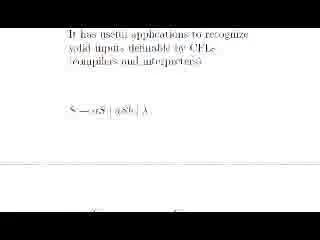 It has useful applications to recognize
valid inputs definable by CFLs
(compilers and interpreters)
S → aS | aSb | λ